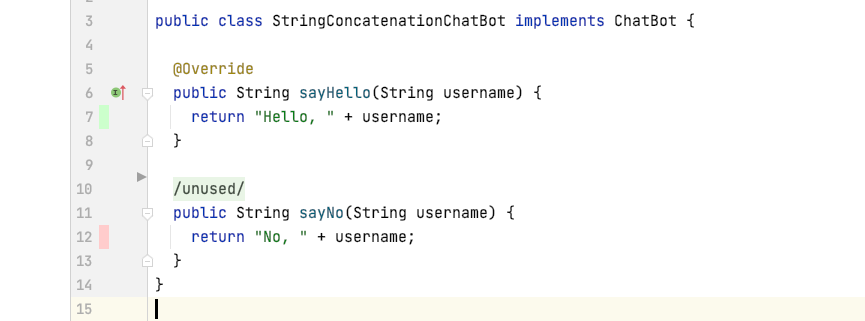 3 public class StringConcatenationChatBot implements ChatBot {
4
5 @Override
6 public String sayHello(String username) {
7 return "Hello, " + username;
8 }
9
10 /unused/
11 public String sayNo(String username) {
12 return "No, " + username;
13 }
14 }
15